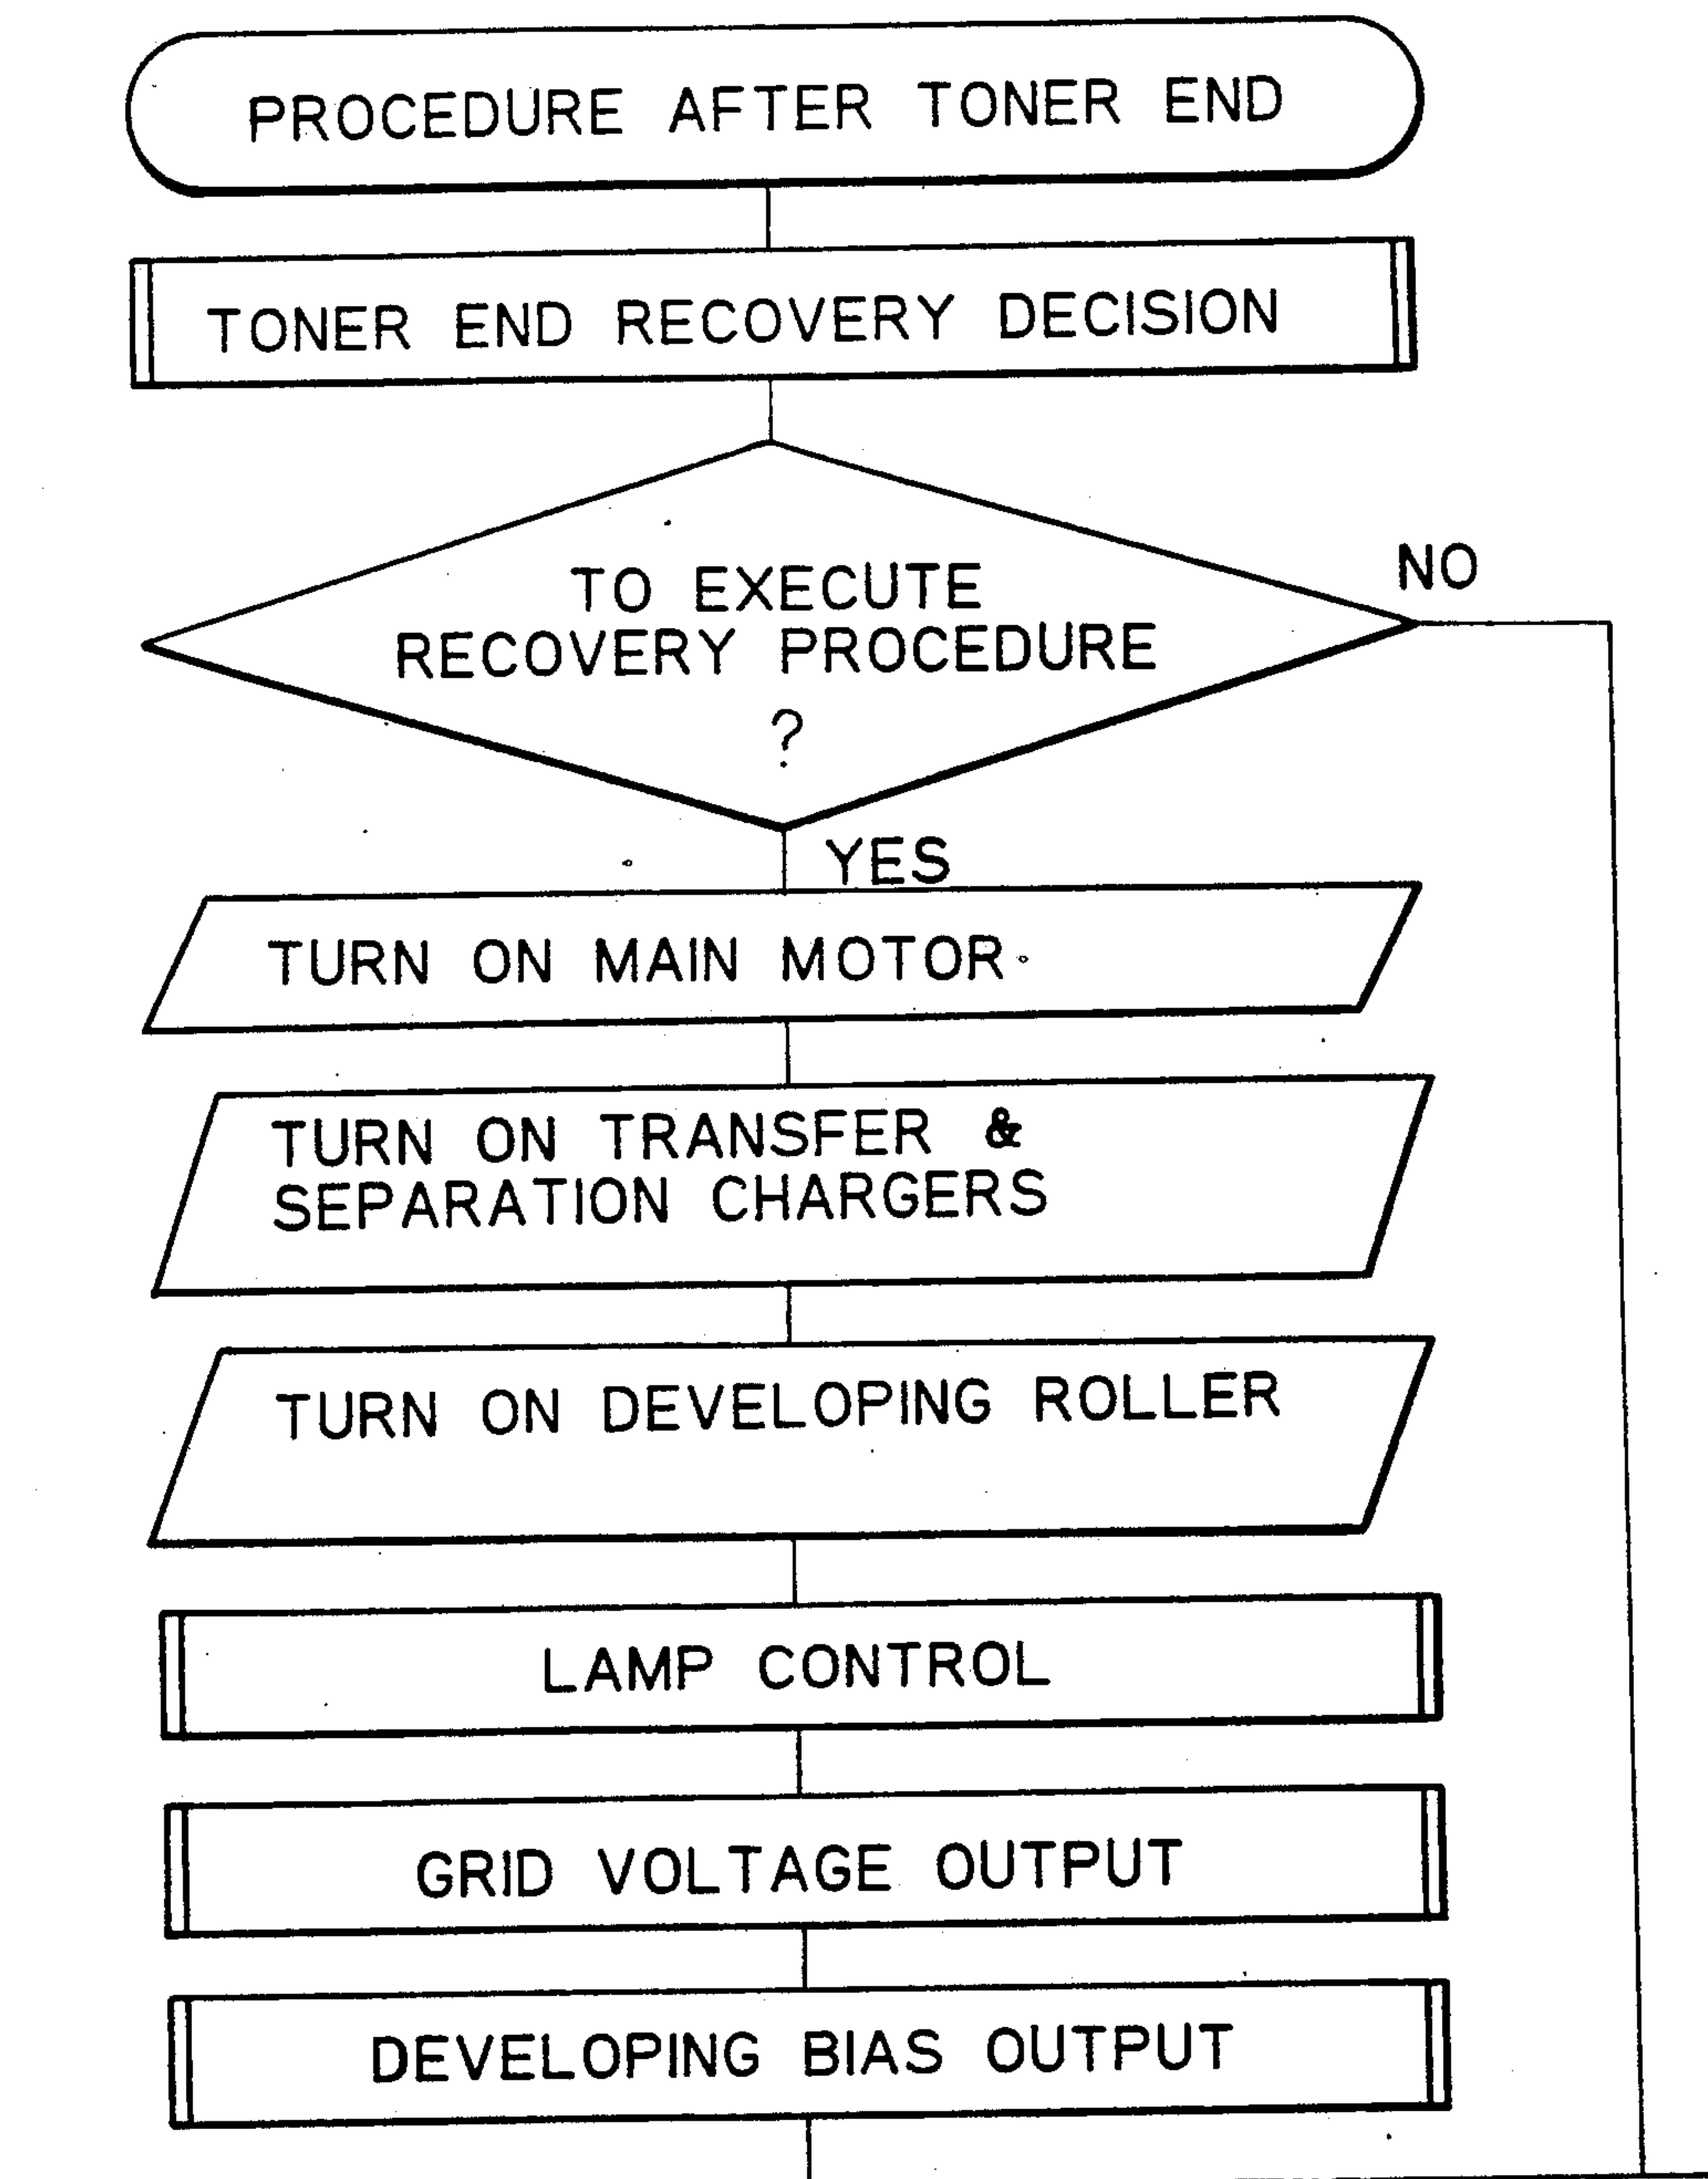 PROCEDURE AFTER TONER END
TONER END RECOVERY DECISION
TO EXECUTE
RECOVERY PROCEDURE
?
NO
YES
TURN ON MAIN MOTOR
TURN ON TRANSFER &
SEPARATION CHARGERS
TURN ON DEVELOPING ROLLER
LAMP CONTROL
GRID VOLTAGE OUTPUT
DEVELOPING BIAS OUTPUT